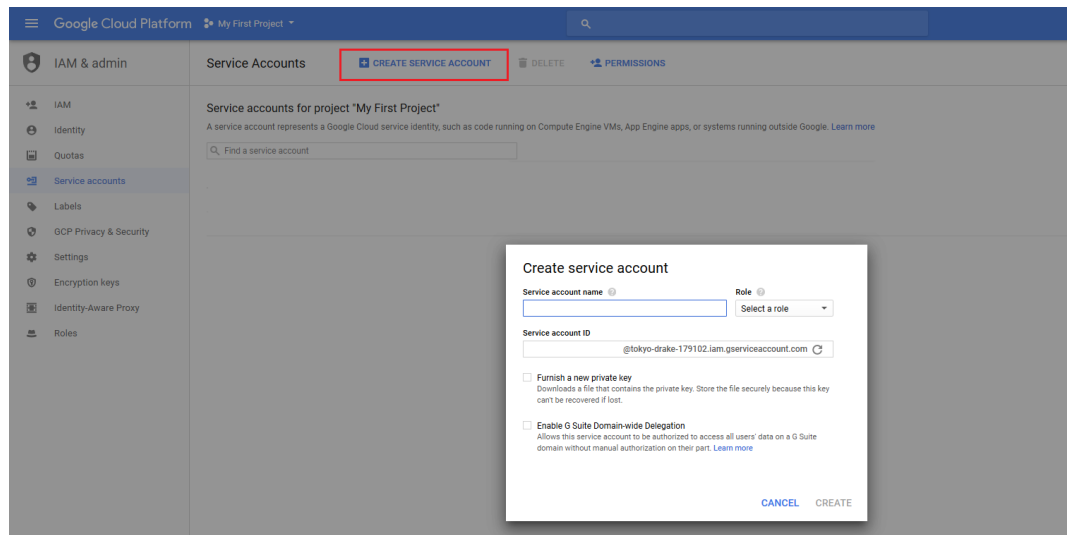 Google Cloud Platform My First Project
IAM & admin
Service Accounts CREATE SERVICE ACCOUNT DELETE PERMISSIONS
IAM
Identity
Quotas
Service accounts
Labels
GCP Privacy & Security
Settings
Encryption keys
Identity-Aware Proxy
Roles
Service accounts for project "My First Project"
A service account represents a Google Cloud service identity, such as code running on Compute Engine VMs, App Engine apps, or systems running outside Google. Learn more
Find a service account
Create service account
Service account name Role
Select a role
Service account ID
@tokyo-drake-179102.iam.gserviceaccount.com
Furnish a new private key
Downloads a file that contains the private key. Store the file securely because this key
can't be recovered if lost.
Enable G Suite Domain-wide Delegation
Allows this service account to be authorized to access all users' data on a G Suite
domain without manual authorization on their part. Learn more
CANCEL CREATE